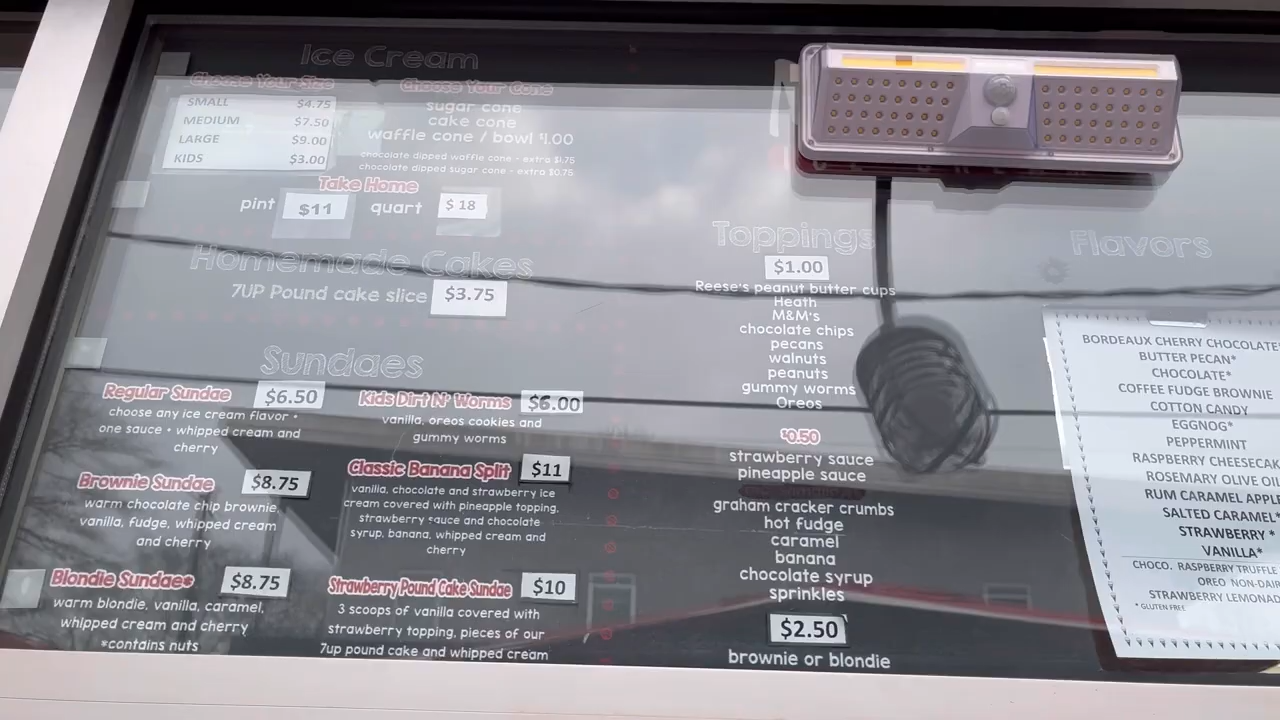 Ice Cream
Choose Your Size
SMALL $4.75
MEDIUM $7.50
LARGE $9.00
KIDS $3.00
Choose Your Cone
sugar cone
cake cone
waffle cone / bowl 1.00
chocolate dipped waffle cone - extra $1.75
chocolate dipped sugar cone - extra $0.75
Take Home
pint $11 quart $18
Homemade Cakes
7UP Pound cake slice $3.75
Sundaes
Regular Sundae $6.50
choose any ice cream flavor +
one sauce + whipped cream and
cherry
Brownie Sundae $8.75
warm chocolate chip brownie,
vanilla, fudge, whipped cream
and cherry
Blondie Sundae* $8.75
warm blondie, vanilla, caramel,
whipped cream and cherry
*contains nuts
Kids Dirt N' Worms $6.00
vanilla, oreos cookies and
gummy worms
Classic Banana Split $11
vanilla, chocolate and strawberry ice
cream covered with pineapple topping,
strawberry sauce and chocolate
syrup, banana, whipped cream and
cherry
Strawberry Pound Cake Sundae $10
3 scoops of vanilla covered with
strawberry topping, pieces of our
7up pound cake and whipped cream
Toppings
$1.00
Reese's peanut butter cups
Heath
M&M's
chocolate chips
pecans
walnuts
peanuts
gummy worms
Oreos
$0.50
strawberry sauce
pineapple sauce
graham cracker crumbs
hot fudge
caramel
banana
chocolate syrup
sprinkles
$2.50
brownie or blondie
Flavors
BORDEAUX CHERRY CHOCOLATE
BUTTER PECAN*
CHOCOLATE*
COFFEE FUDGE BROWNIE
COTTON CANDY
EGGNOG*
PEPPERMINT
RASPBERRY CHEESECAK
ROSEMARY OLIVE OIL
RUM CARAMEL APPLE
SALTED CARAMEL*
STRAWBERRY *
VANILLA*
CHOCO. RASPBERRY TRUFFLE
OREO NON-DAIR
STRAWBERRY LEMONAD
* GLUTEN FREE